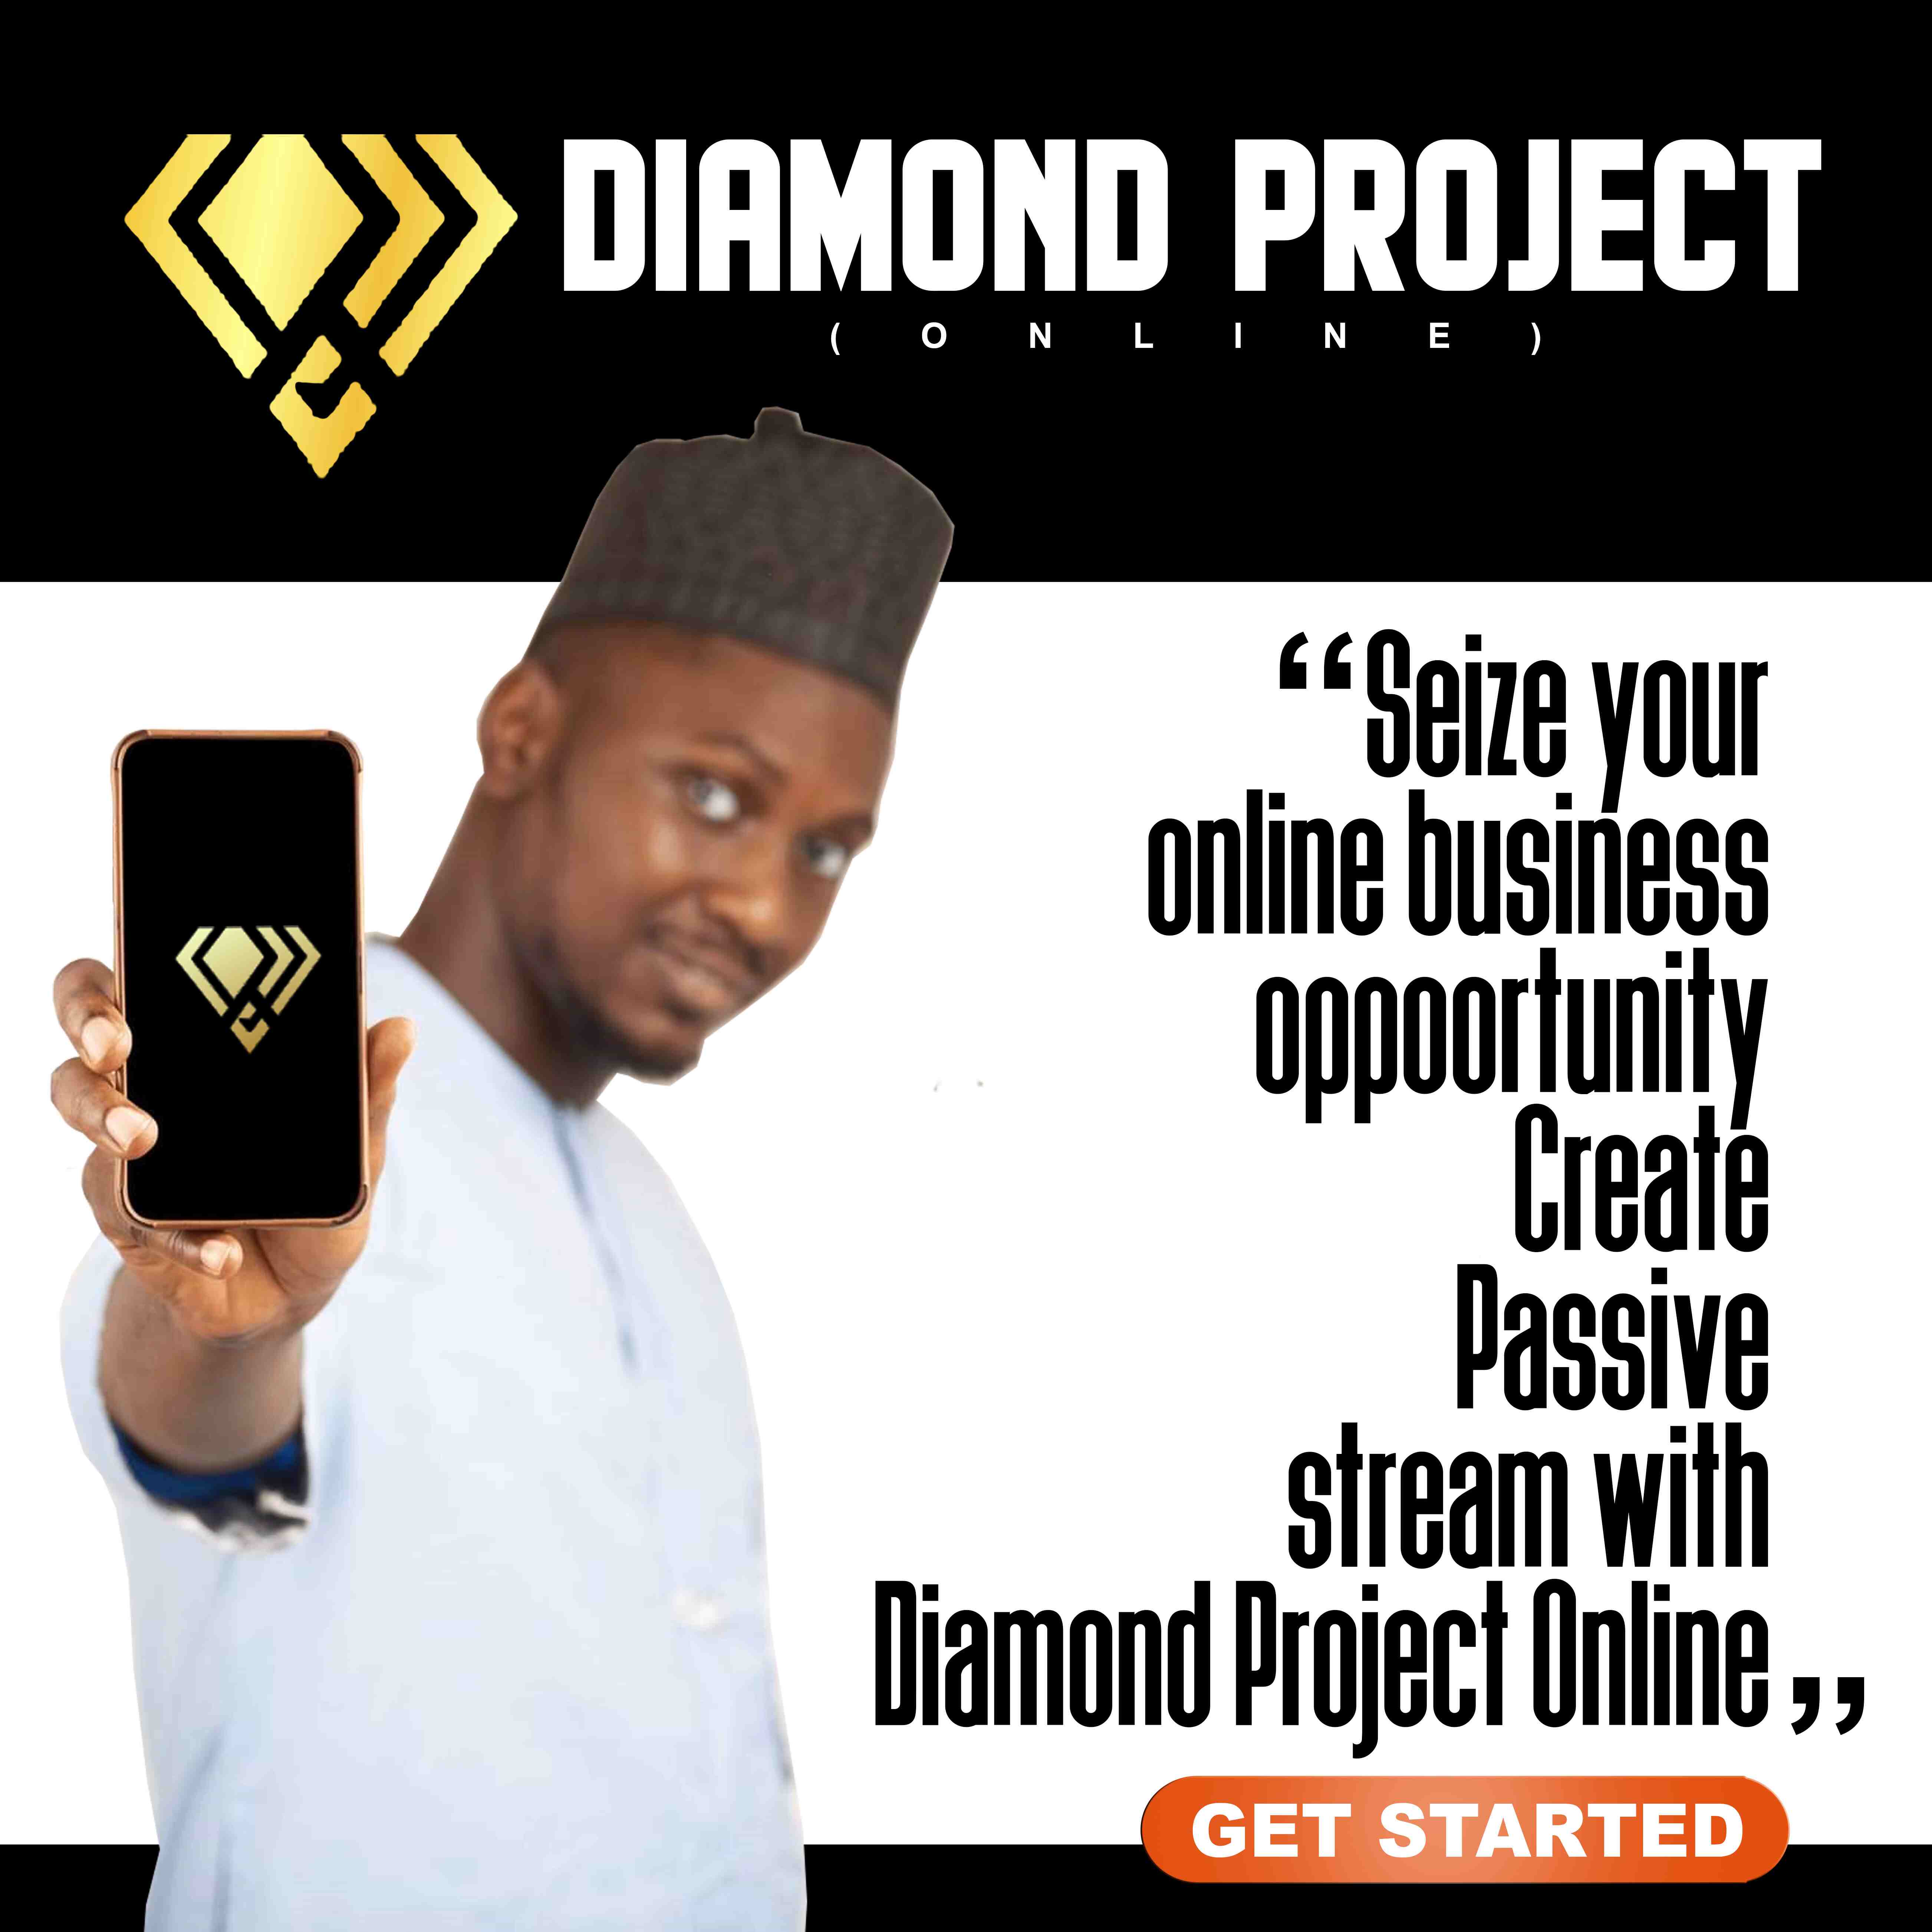 DIAMOND PROJECT
( O N L I N E )
“Seize your
online business
oppoortunity
Create
Passive
stream with
Diamond Project Online”
GET STARTED